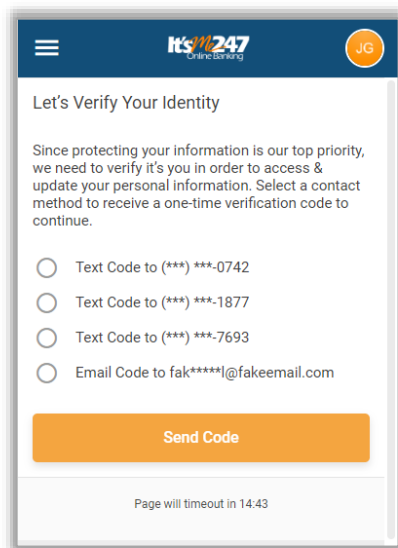 It'sMe247
Online Banking
JG
Let's Verify Your Identity
Since protecting your information is our top priority,
we need to verify it's you in order to access &
update your personal information. Select a contact
method to receive a one-time verification code to
continue.
Text Code to (***) ***-0742
Text Code to (***) ***-1877
Text Code to (***) ***-7693
Email Code to fak*****l@fakeemail.com
Send Code
Page will timeout in 14:43